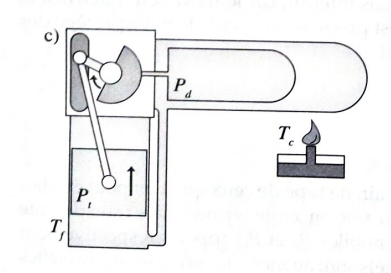 c)
P_d
T_c
P_t
T_f